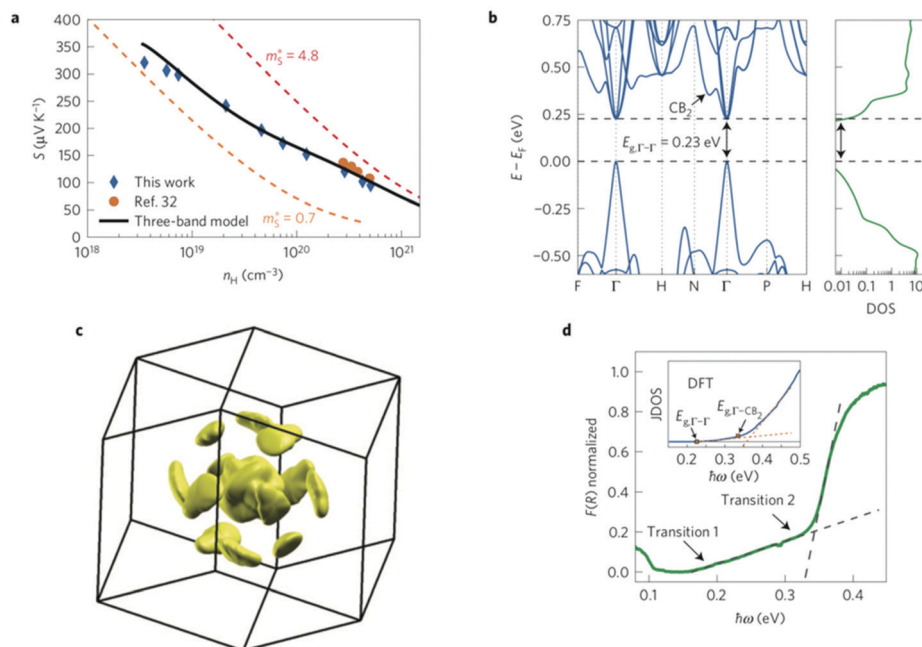 a
400
350
300
250
200
150
100
50
0
S (μV K⁻¹)
m*S = 4.8
m*S = 0.7
This work
Ref. 32
Three-band model
10¹⁸
10¹⁹
10²⁰
10²¹
nH (cm⁻³)
b
0.75
0.50
0.25
0.00
−0.25
−0.50
E − EF (eV)
CB₂
Eg,Γ–Γ = 0.23 eV
F Γ H N Γ P H
0.01 0.1 1 10
DOS
c
d
1.0
0.8
0.6
0.4
0.2
0.0
F(R) normalized
JDOS
DFT
Eg,Γ–Γ
Eg,Γ–CB₂
0.1 0.2 0.3 0.4 0.5
ħω (eV)
Transition 1
Transition 2
0.1 0.2 0.3 0.4
ħω (eV)